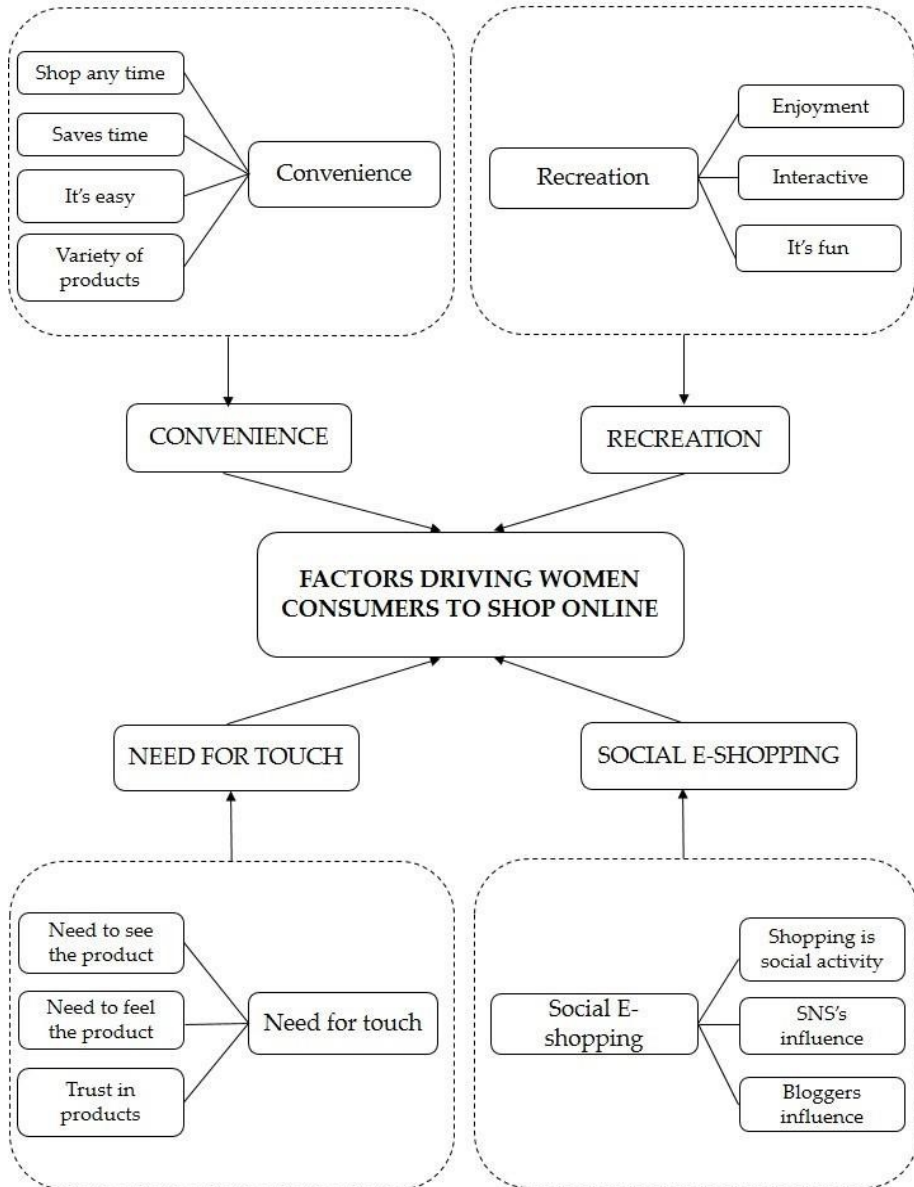 Shop any time
Saves time
It's easy
Variety of
products
Convenience
Recreation
Enjoyment
Interactive
It's fun
CONVENIENCE
RECREATION
FACTORS DRIVING WOMEN
CONSUMERS TO SHOP ONLINE
NEED FOR TOUCH
SOCIAL E-SHOPPING
Need to see
the product
Need to feel
the product
Trust in
products
Need for touch
Social E-
shopping
Shopping is
social activity
SNS's
influence
Bloggers
influence